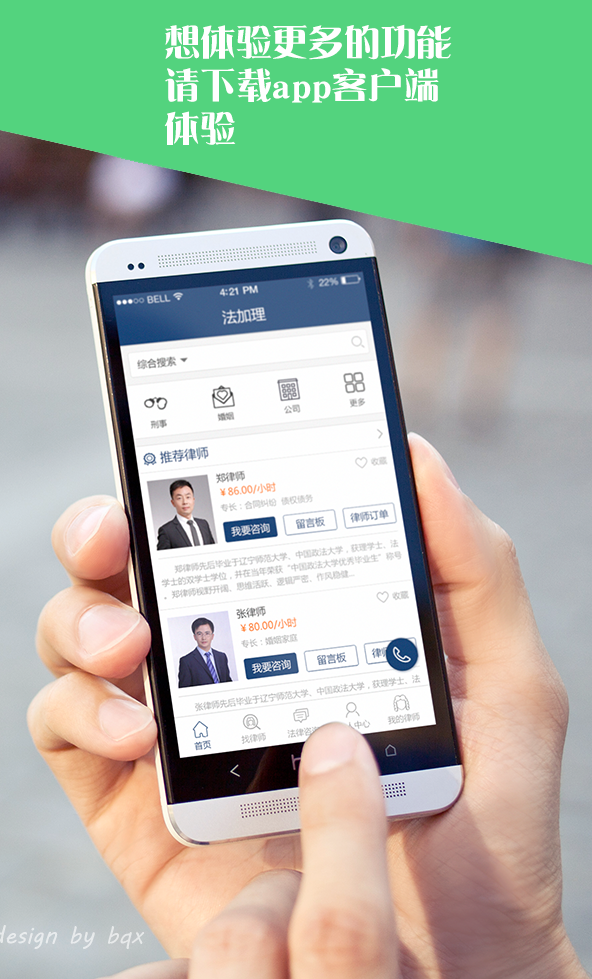 想体验更多的功能
请下载app客户端
体验
BELL 4:21 PM 22%
法加理
综合搜索
刑事 婚姻 公司 更多
推荐律师
郑律师 收藏
￥86.00/小时
专长：合同纠纷 债权债务
我要咨询 留言板 律师订单
郑律师先后毕业于辽宁师范大学、中国政法大学，获理学士、法
学士的双学士学位，并在当年荣获“中国政法大学优秀毕业生”称号
。郑律师视野开阔、思维活跃、逻辑严密、作风稳健...
张律师 收藏
￥80.00/小时
专长：婚姻家庭
我要咨询 留言板 律师
张律师先后毕业于辽宁师范大学、中国政法大学，获理学士、法
首页 找律师 法律咨 人中心 我的律师
design by bqx